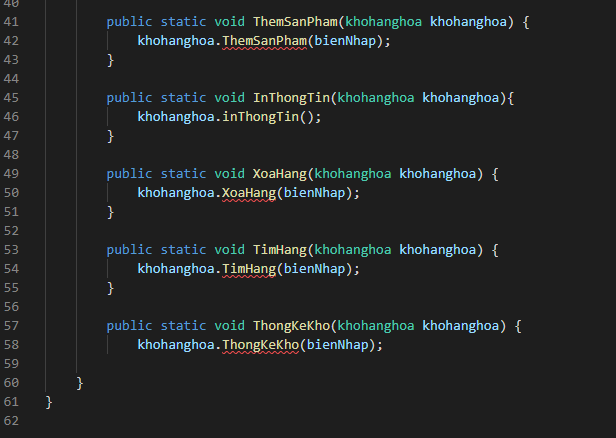 40
41 public static void ThemSanPham(khohanghoa khohanghoa) {
42 khohanghoa.ThemSanPham(bienNhap);
43 }
44
45 public static void InThongTin(khohanghoa khohanghoa){
46 khohanghoa.inThongTin();
47 }
48
49 public static void XoaHang(khohanghoa khohanghoa) {
50 khohanghoa.XoaHang(bienNhap);
51 }
52
53 public static void TimHang(khohanghoa khohanghoa) {
54 khohanghoa.TimHang(bienNhap);
55 }
56
57 public static void ThongKeKho(khohanghoa khohanghoa) {
58 khohanghoa.ThongKeKho(bienNhap);
59
60 }
61 }
62